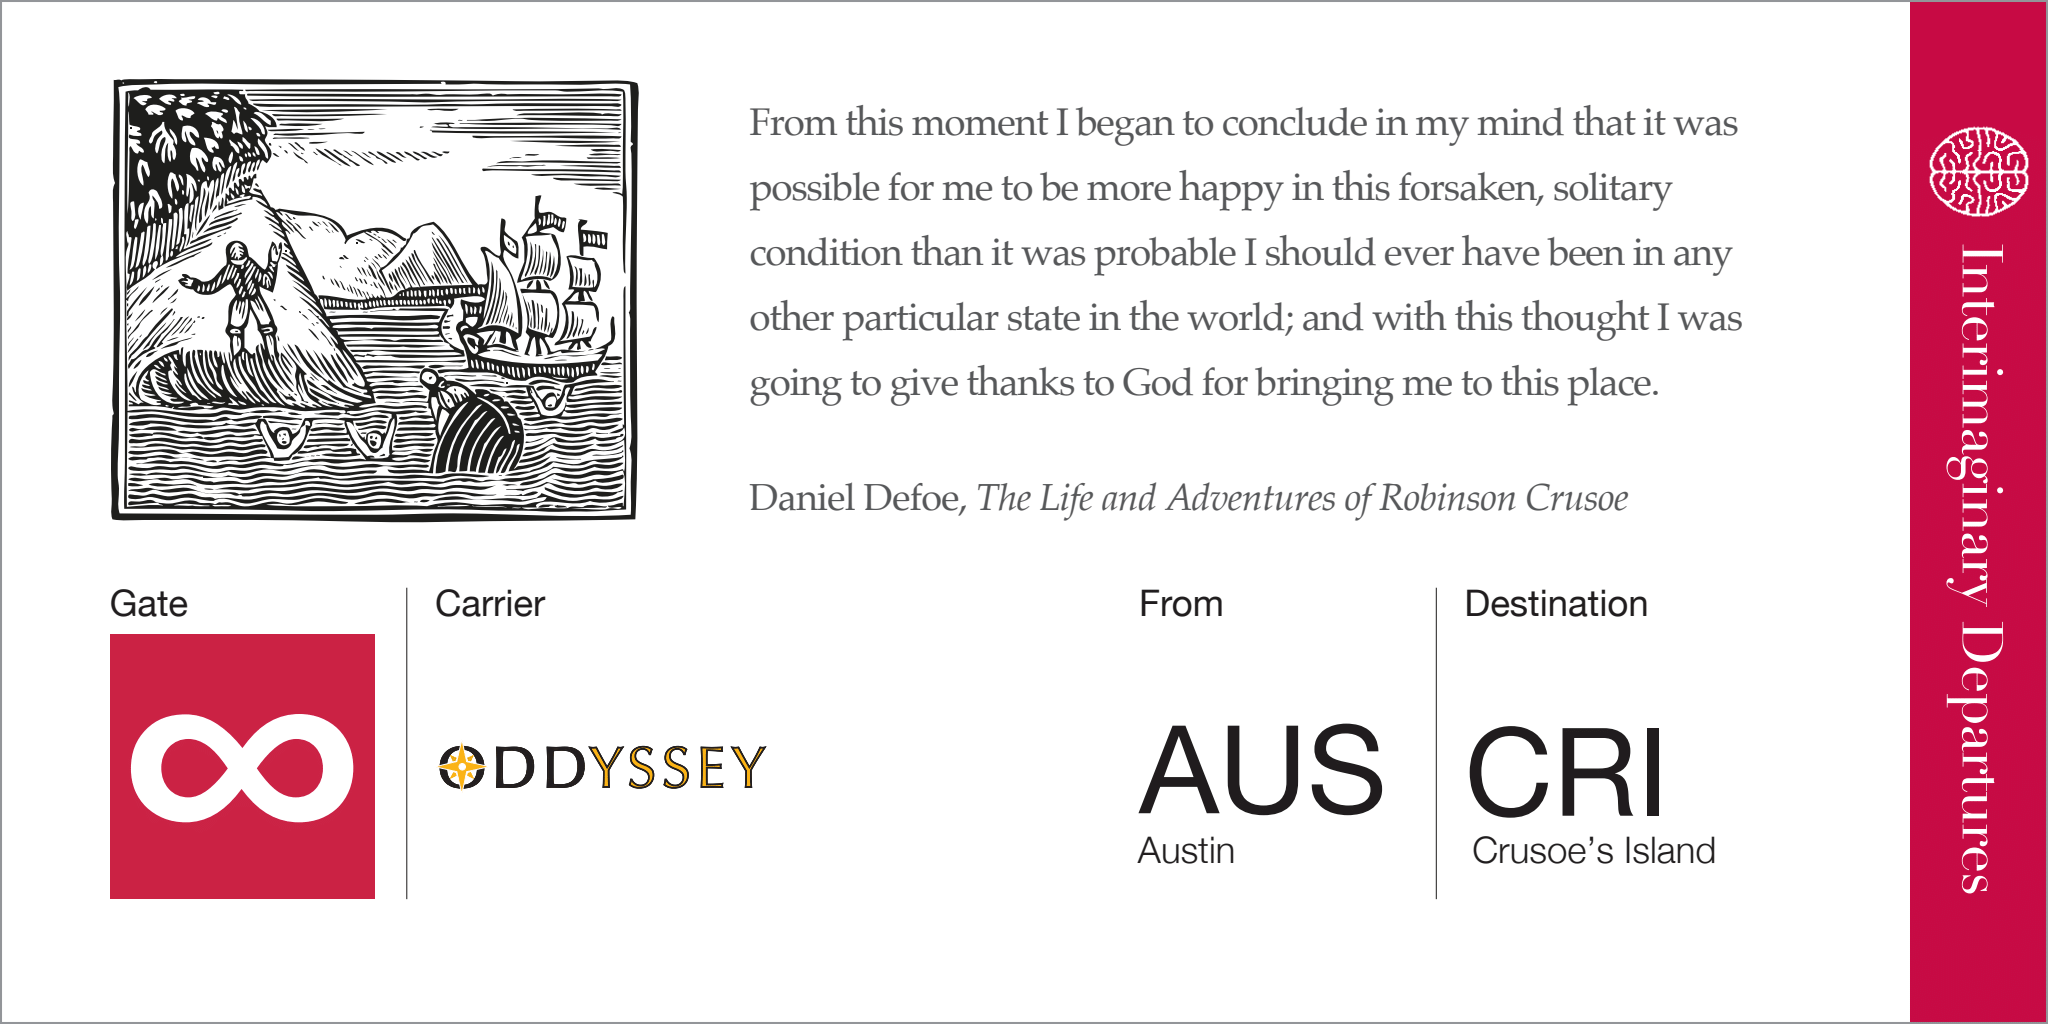 From this moment I began to conclude in my mind that it was
possible for me to be more happy in this forsaken, solitary
condition than it was probable I should ever have been in any
other particular state in the world; and with this thought I was
going to give thanks to God for bringing me to this place.
Daniel Defoe, The Life and Adventures of Robinson Crusoe
Gate
Carrier
ODDYSSEY
From
AUS
Austin
Destination
CRI
Crusoe’s Island
Interimaginary Departures